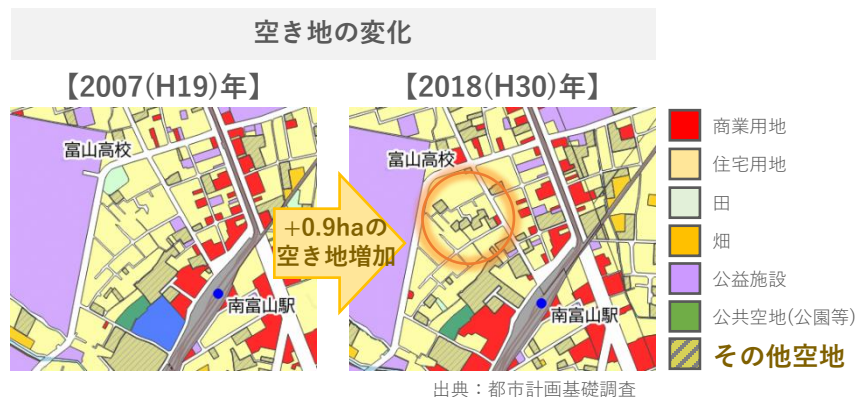 空き地の変化
【2007(H19)年】
【2018(H30)年】
富山高校
南富山駅
+0.9haの
空き地増加
富山高校
南富山駅
商業用地
住宅用地
田
畑
公益施設
公共空地(公園等)
その他空地
出典：都市計画基礎調査